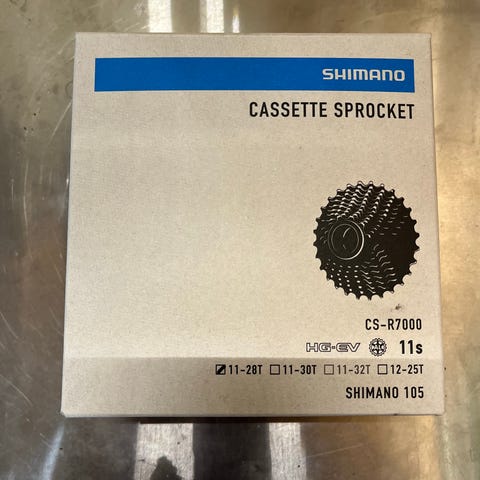 SHIMANO
CASSETTE SPROCKET
CS-R7000
HG-EV 11s
11-28T 11-30T 11-32T 12-25T
SHIMANO 105